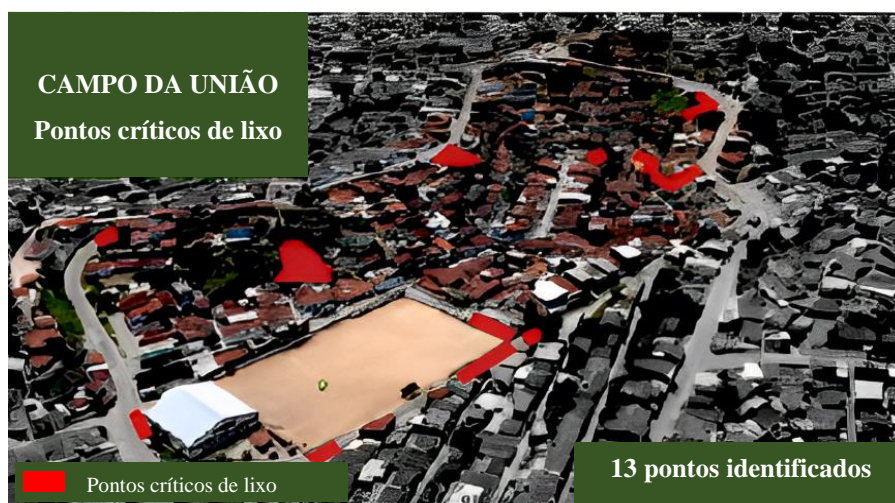 CAMPO DA UNIÃO
Pontos críticos de lixo
Pontos críticos de lixo
13 pontos identificados